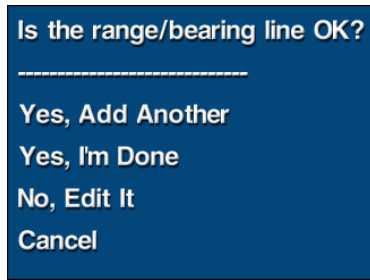 Is the range/bearing line OK?
-----------------------------
Yes, Add Another
Yes, I'm Done
No, Edit It
Cancel